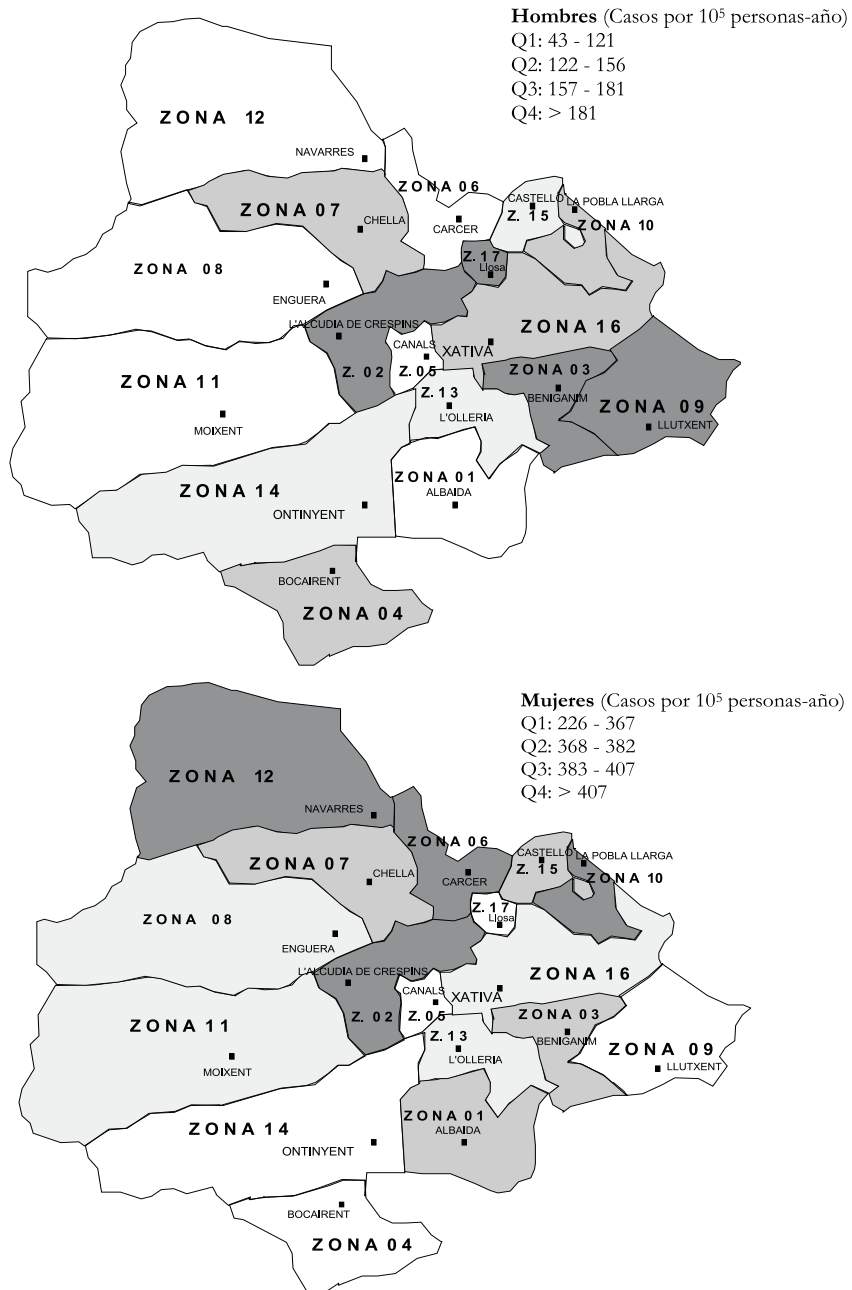 Hombres (Casos por 10⁵ personas-año)
Q1: 43 - 121
Q2: 122 - 156
Q3: 157 - 181
Q4: > 181
ZONA 12
NAVARRES
ZONA 06
CASTELLO
LA POBLA LLARGA
ZONA 07
Z. 15
CHELLA
CARCER
ZONA 10
Z. 17
Llosa
ZONA 08
ENGUERA
L'ALCUDIA DE CRESPINS
ZONA 16
CANALS
XATIVA
Z. 02
Z. 05
ZONA 03
ZONA 11
Z. 13
BENIGANIM
ZONA 09
MOIXENT
L'OLLERIA
LLUTXENT
ZONA 01
ZONA 14
ALBAIDA
ONTINYENT
BOCAIRENT
ZONA 04
Mujeres (Casos por 10⁵ personas-año)
Q1: 226 - 367
Q2: 368 - 382
Q3: 383 - 407
Q4: > 407
ZONA 12
NAVARRES
ZONA 06
CASTELLO
LA POBLA LLARGA
ZONA 07
Z. 15
CHELLA
CARCER
ZONA 10
Z. 17
Llosa
ZONA 08
ENGUERA
L'ALCUDIA DE CRESPINS
ZONA 16
CANALS
XATIVA
Z. 02
Z. 05
ZONA 03
ZONA 11
Z. 13
BENIGANIM
ZONA 09
MOIXENT
L'OLLERIA
LLUTXENT
ZONA 01
ZONA 14
ALBAIDA
ONTINYENT
BOCAIRENT
ZONA 04